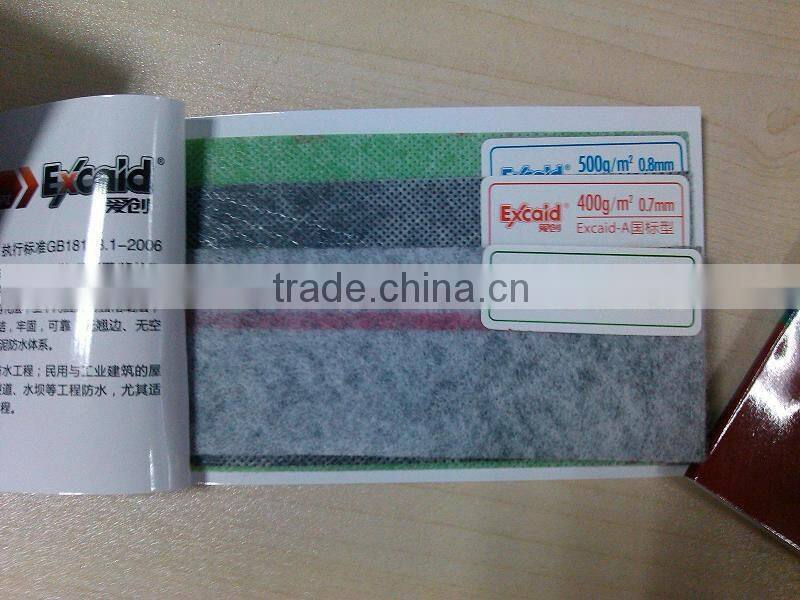 Excaid®
爱创
执行标准GB18173.1-2006
结，牢固，可靠，无翘边、无空
泥防水体系。
水工程；民用与工业建筑的屋
道、水坝等工程防水，尤其适
程。
Excaid® 500g/m² 0.8mm
Excaid® 400g/m² 0.7mm
爱创 Excaid-A国标型
trade.china.cn